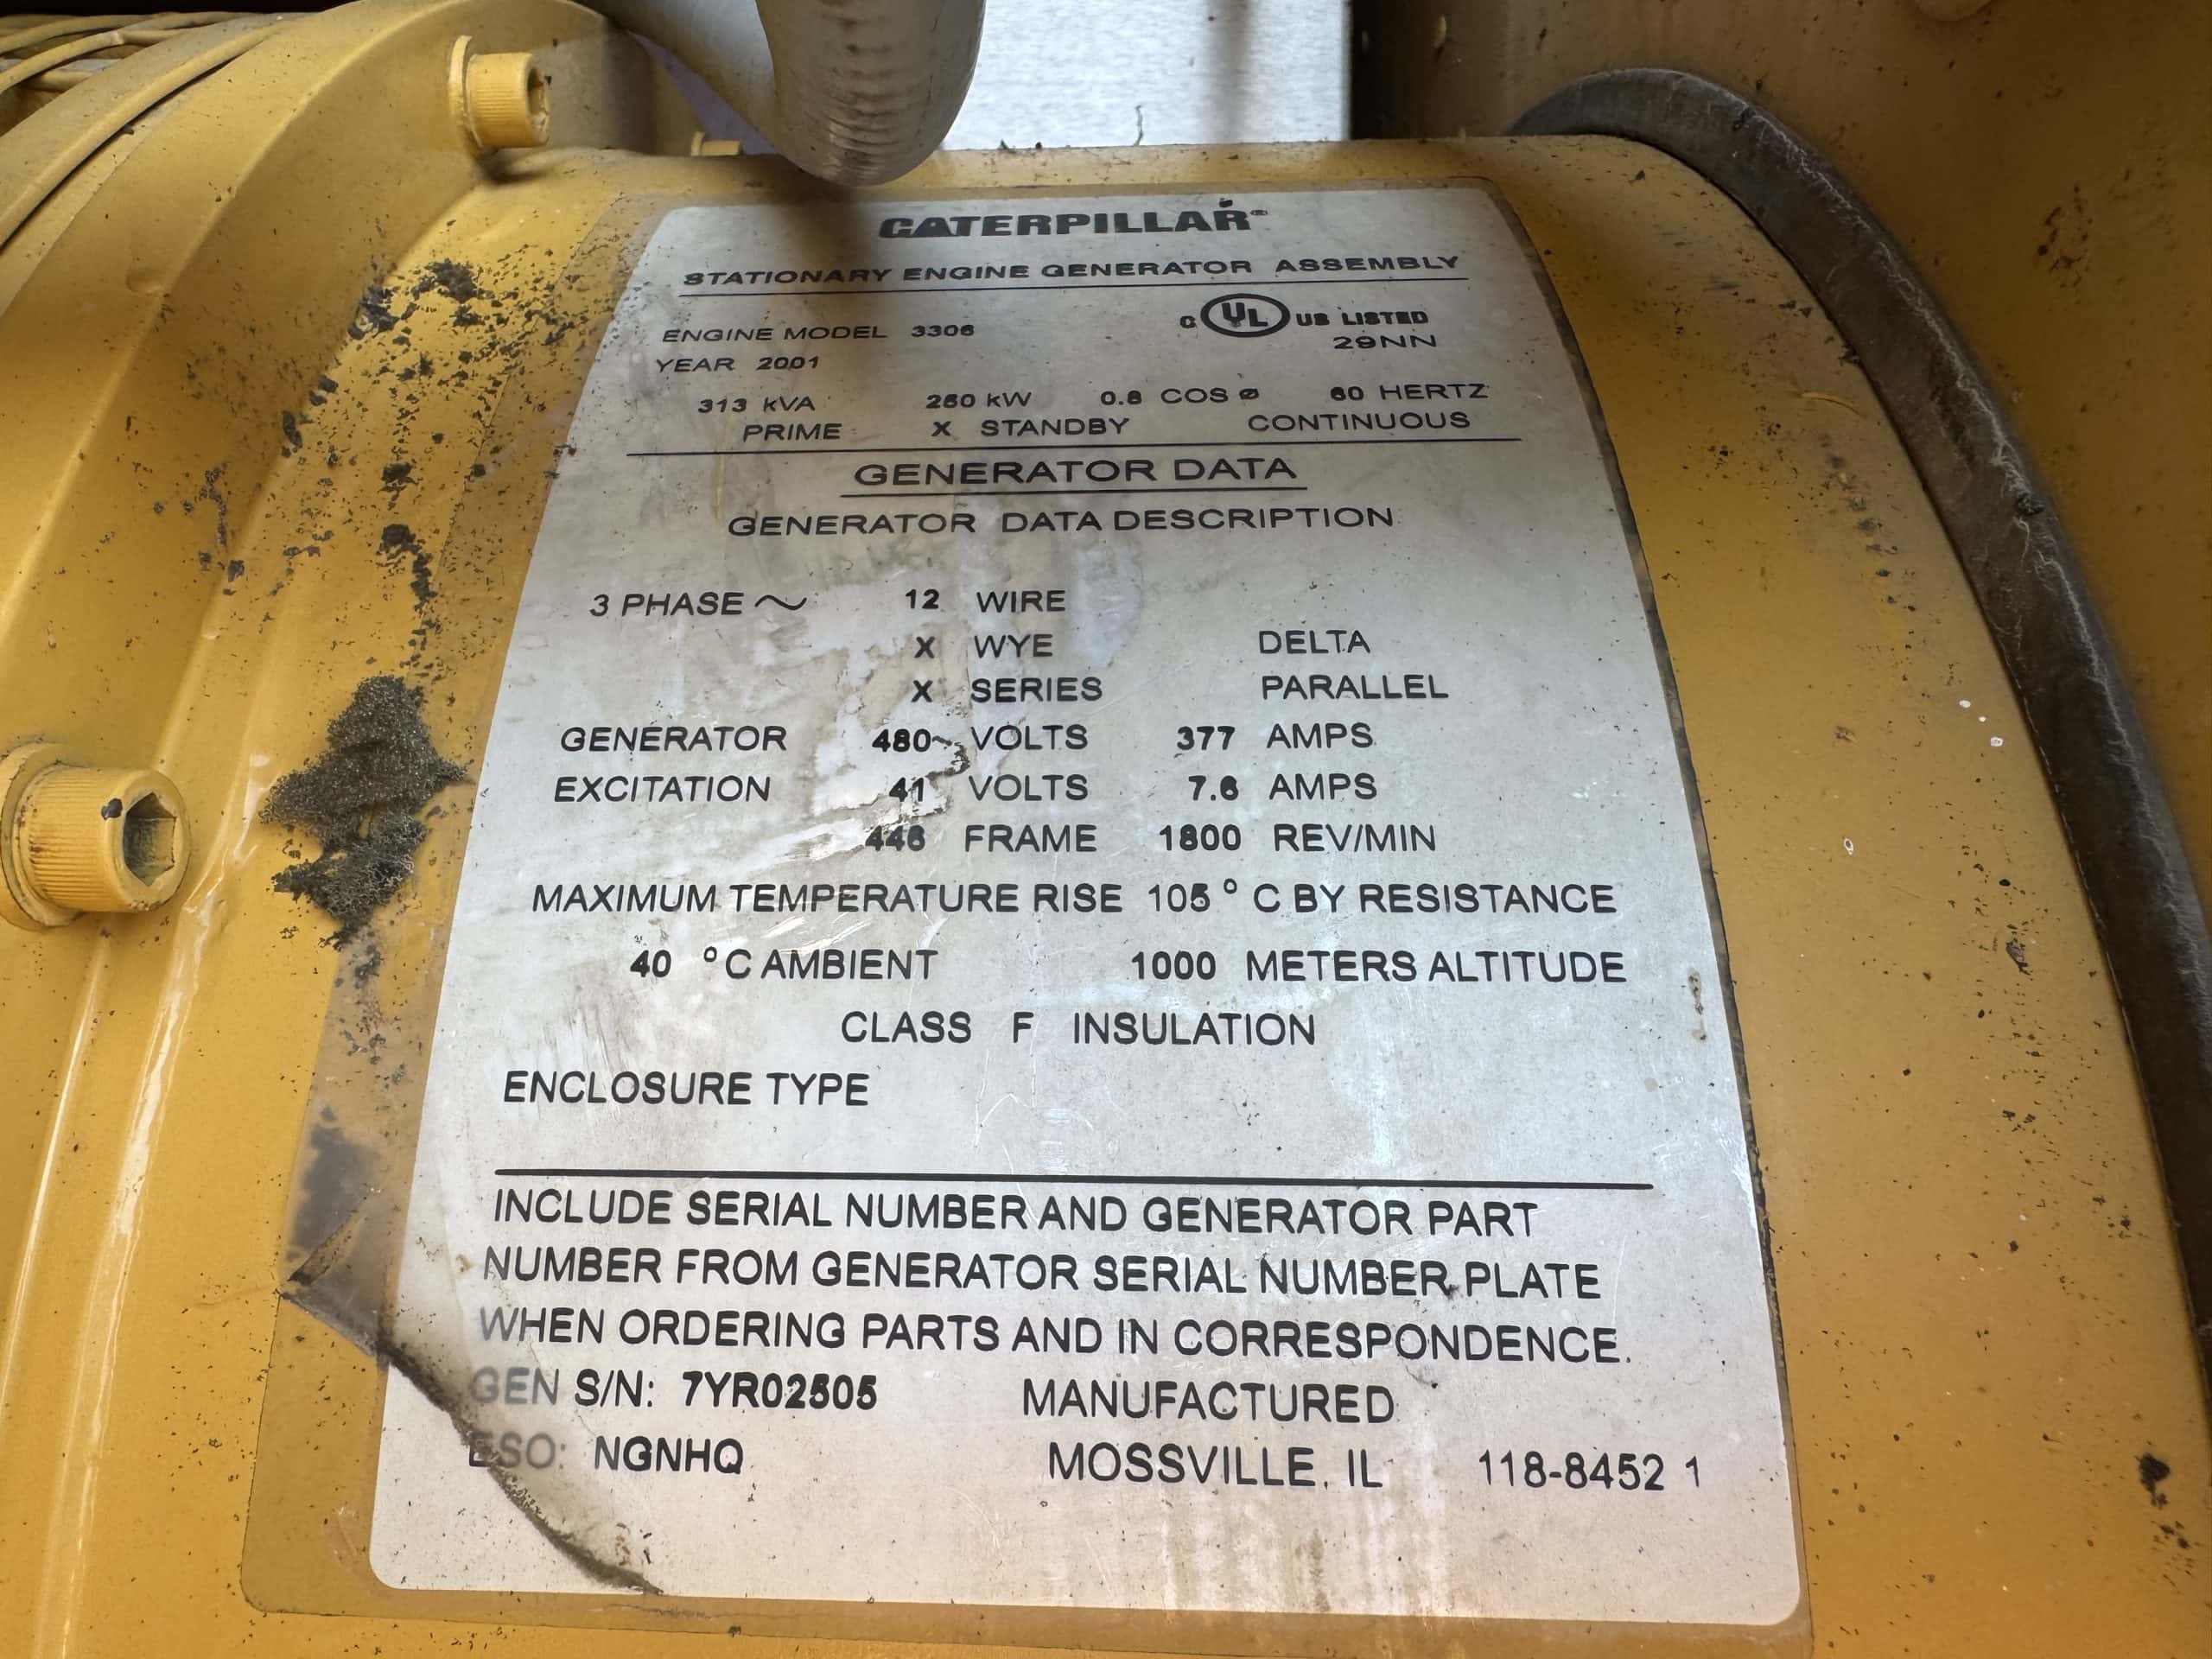 CATERPILLAR®
STATIONARY ENGINE GENERATOR ASSEMBLY
ENGINE MODEL 3306 C UL US LISTED
29NN
YEAR 2001
313 kVA 250 kW 0.8 COS ø 60 HERTZ
PRIME X STANDBY CONTINUOUS
GENERATOR DATA
GENERATOR DATA DESCRIPTION
3 PHASE ~ 12 WIRE
X WYE DELTA
X SERIES PARALLEL
GENERATOR 480~ VOLTS 377 AMPS
EXCITATION 41 VOLTS 7.6 AMPS
446 FRAME 1800 REV/MIN
MAXIMUM TEMPERATURE RISE 105 ° C BY RESISTANCE
40 °C AMBIENT 1000 METERS ALTITUDE
CLASS F INSULATION
ENCLOSURE TYPE
INCLUDE SERIAL NUMBER AND GENERATOR PART
NUMBER FROM GENERATOR SERIAL NUMBER PLATE
WHEN ORDERING PARTS AND IN CORRESPONDENCE.
GEN S/N: 7YR02505 MANUFACTURED
ESO: NGNHQ MOSSVILLE, IL 118-8452 1